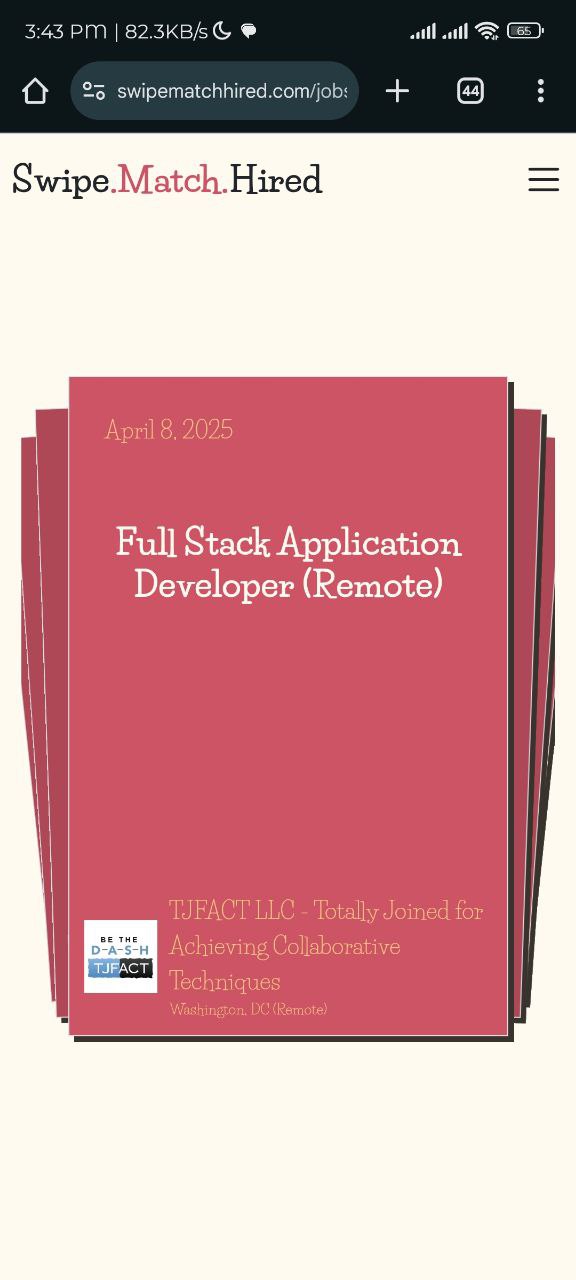 3:43 PM | 82.3KB/s
65
swipematchhired.com/jobs
44
Swipe.Match.Hired
April 8, 2025
Full Stack Application
Developer (Remote)
BE THE
D-A-S-H
TJFACT
TJFACT LLC - Totally Joined for
Achieving Collaborative
Techniques
Washington, DC (Remote)